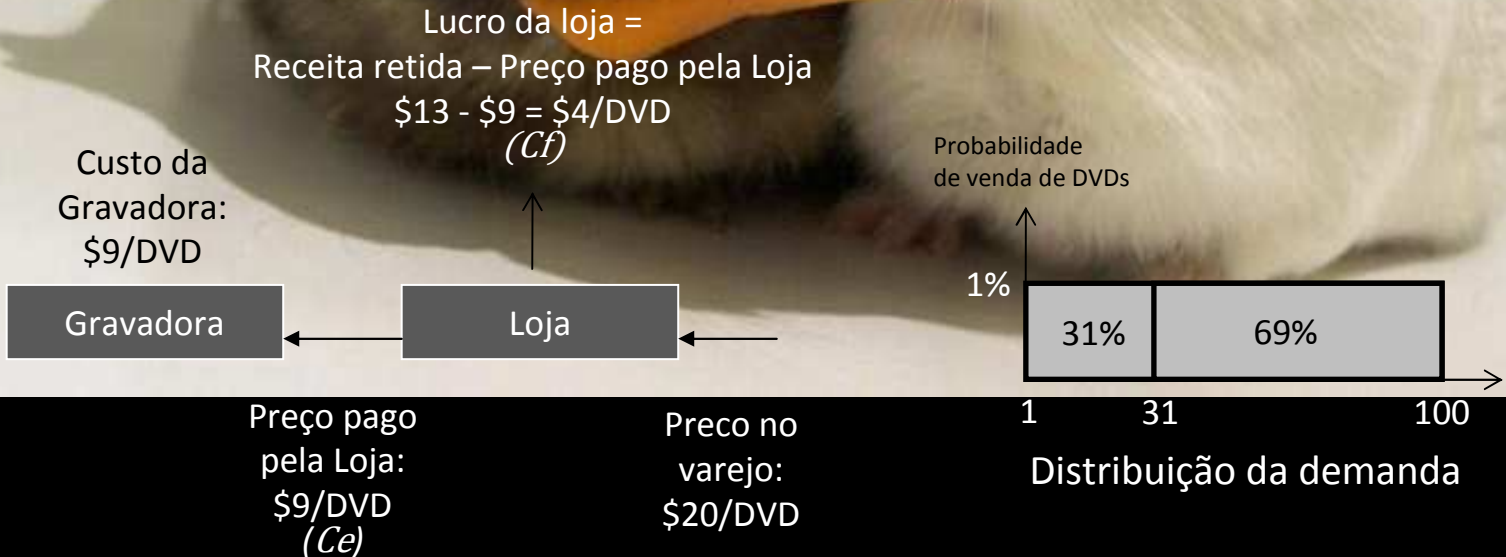 Lucro da loja =
Receita retida – Preço pago pela Loja
$13 - $9 = $4/DVD
(Cf)
Custo da
Gravadora:
$9/DVD
Gravadora
Loja
Preço pago
pela Loja:
$9/DVD
(Ce)
Preco no
varejo:
$20/DVD
Probabilidade
de venda de DVDs
1%
31%
69%
1
31
100
Distribuição da demanda